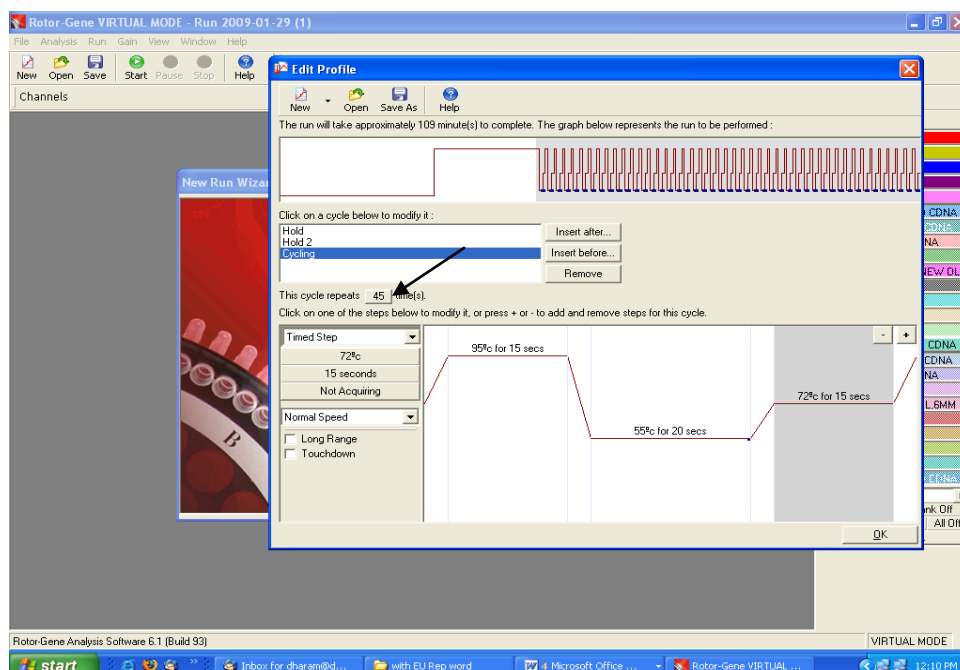 Rotor-Gene VIRTUAL MODE - Run 2009-01-29 (1)
File Analysis Run Gain View Window Help
New Open Save Start Pause Stop Help
Channels
Edit Profile
New Open Save As Help
The run will take approximately 109 minute(s) to complete. The graph below represents the run to be performed :
New Run Wiza
Click on a cycle below to modify it :
Hold
Hold 2
Cycling
Insert after...
Insert before...
Remove
This cycle repeats 45 time(s).
Click on one of the steps below to modify it, or press + or - to add and remove steps for this cycle.
Timed Step
72ºc
15 seconds
Not Acquiring
Normal Speed
Long Range
Touchdown
95ºc for 15 secs
55ºc for 20 secs
72ºc for 15 secs
- +
OK
CDNA
CDNA
NA
NEW DL
CDNA
CDNA
NA
L.6MM
CDNA
nk Off
All Off
B
Rotor-Gene Analysis Software 6.1 (Build 93)
VIRTUAL MODE
start
Inbox for dharam@d...
with EU Rep word
4 Microsoft Office ...
Rotor-Gene VIRTUAL ...
12:10 PM